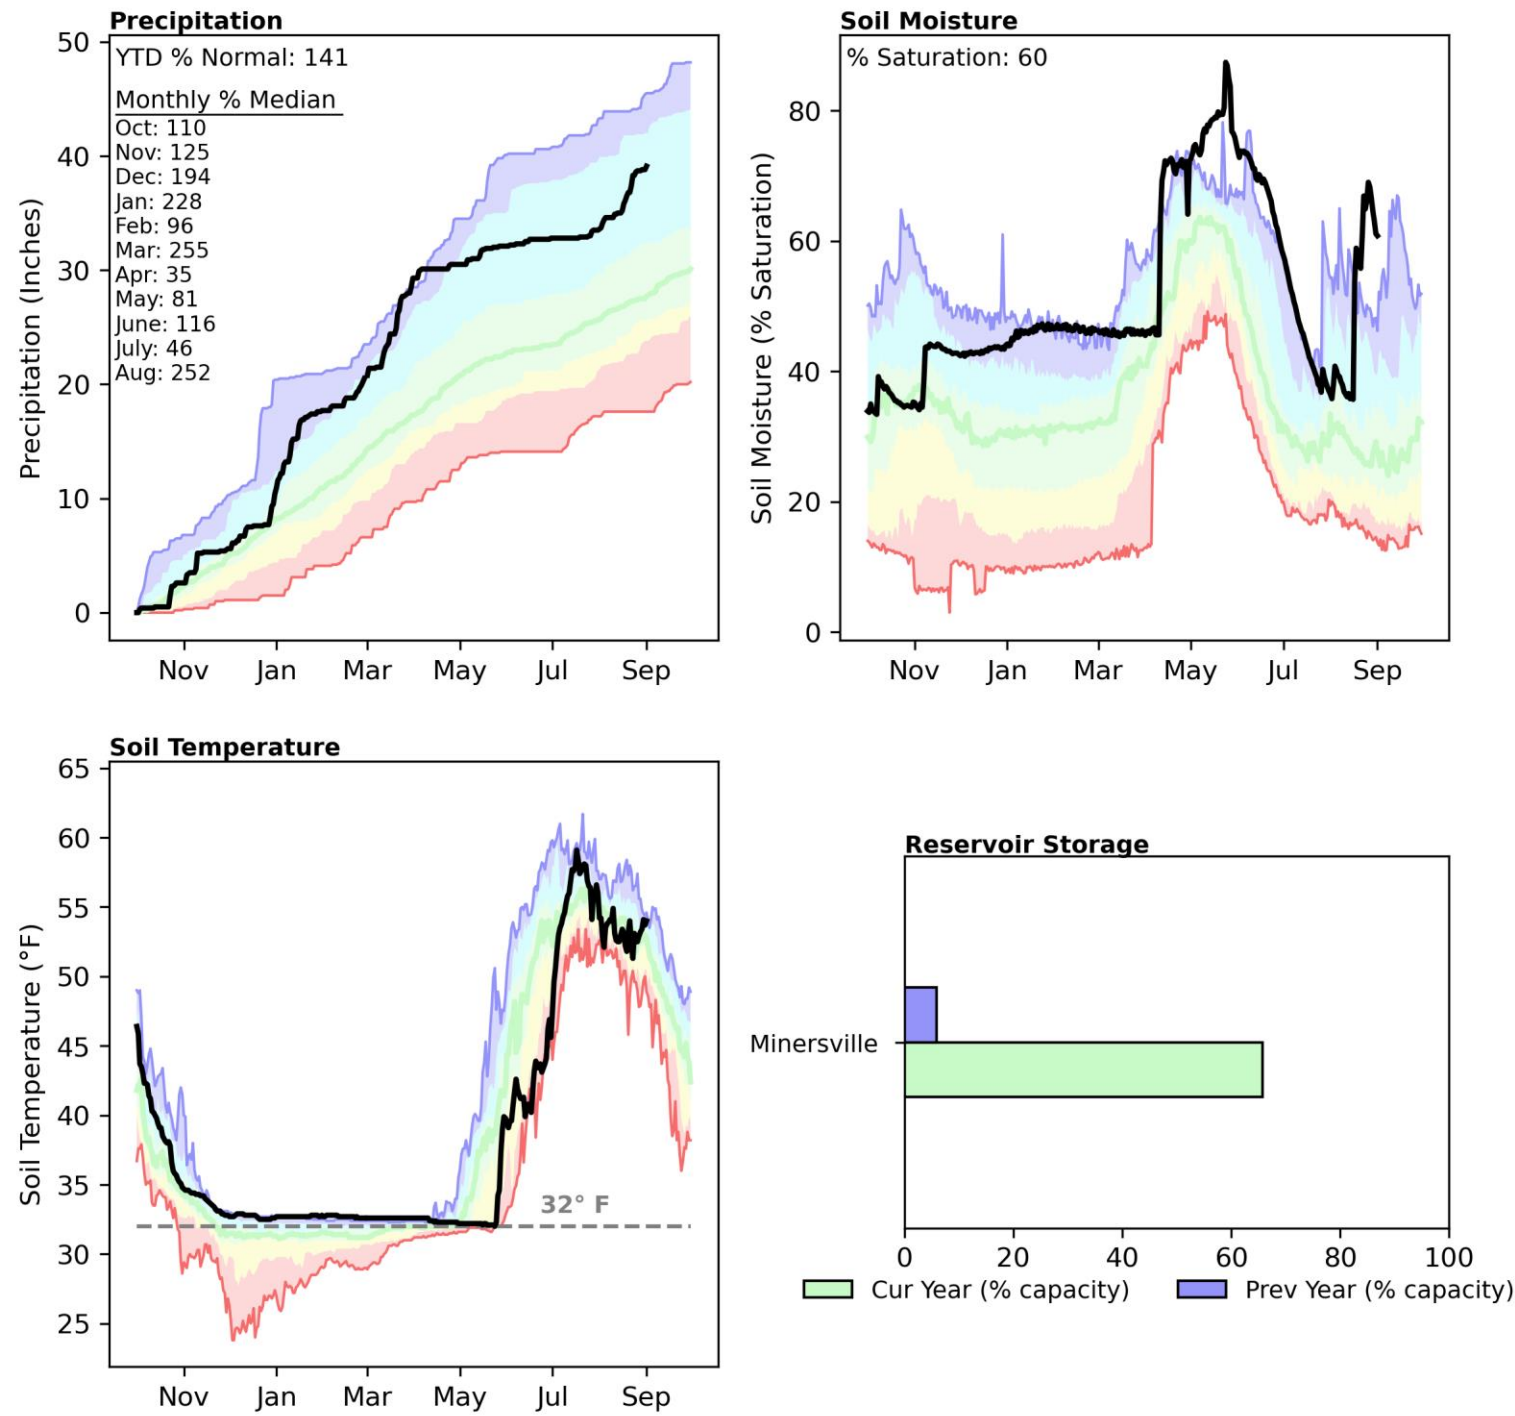 Precipitation
YTD % Normal: 141
Monthly % Median
Oct: 110
Nov: 125
Dec: 194
Jan: 228
Feb: 96
Mar: 255
Apr: 35
May: 81
June: 116
July: 46
Aug: 252
Precipitation (Inches)
50
40
30
20
10
0
Nov Jan Mar May Jul Sep
Soil Moisture
% Saturation: 60
Soil Moisture (% Saturation)
80
60
40
20
0
Nov Jan Mar May Jul Sep
Soil Temperature
Soil Temperature (°F)
65
60
55
50
45
40
35
30
25
32° F
Nov Jan Mar May Jul Sep
Reservoir Storage
Minersville
0 20 40 60 80 100
Cur Year (% capacity) Prev Year (% capacity)